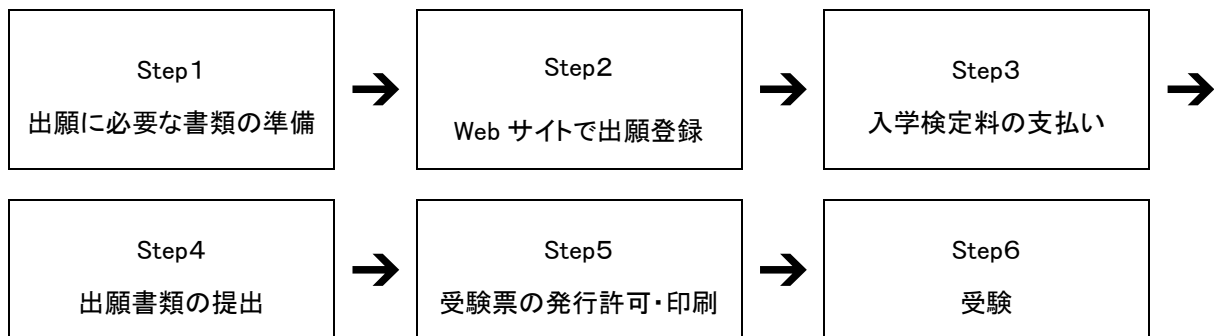 Step1
出願に必要な書類の準備
➔
Step2
Web サイトで出願登録
➔
Step3
入学検定料の支払い
➔
Step4
出願書類の提出
➔
Step5
受験票の発行許可・印刷
➔
Step6
受験